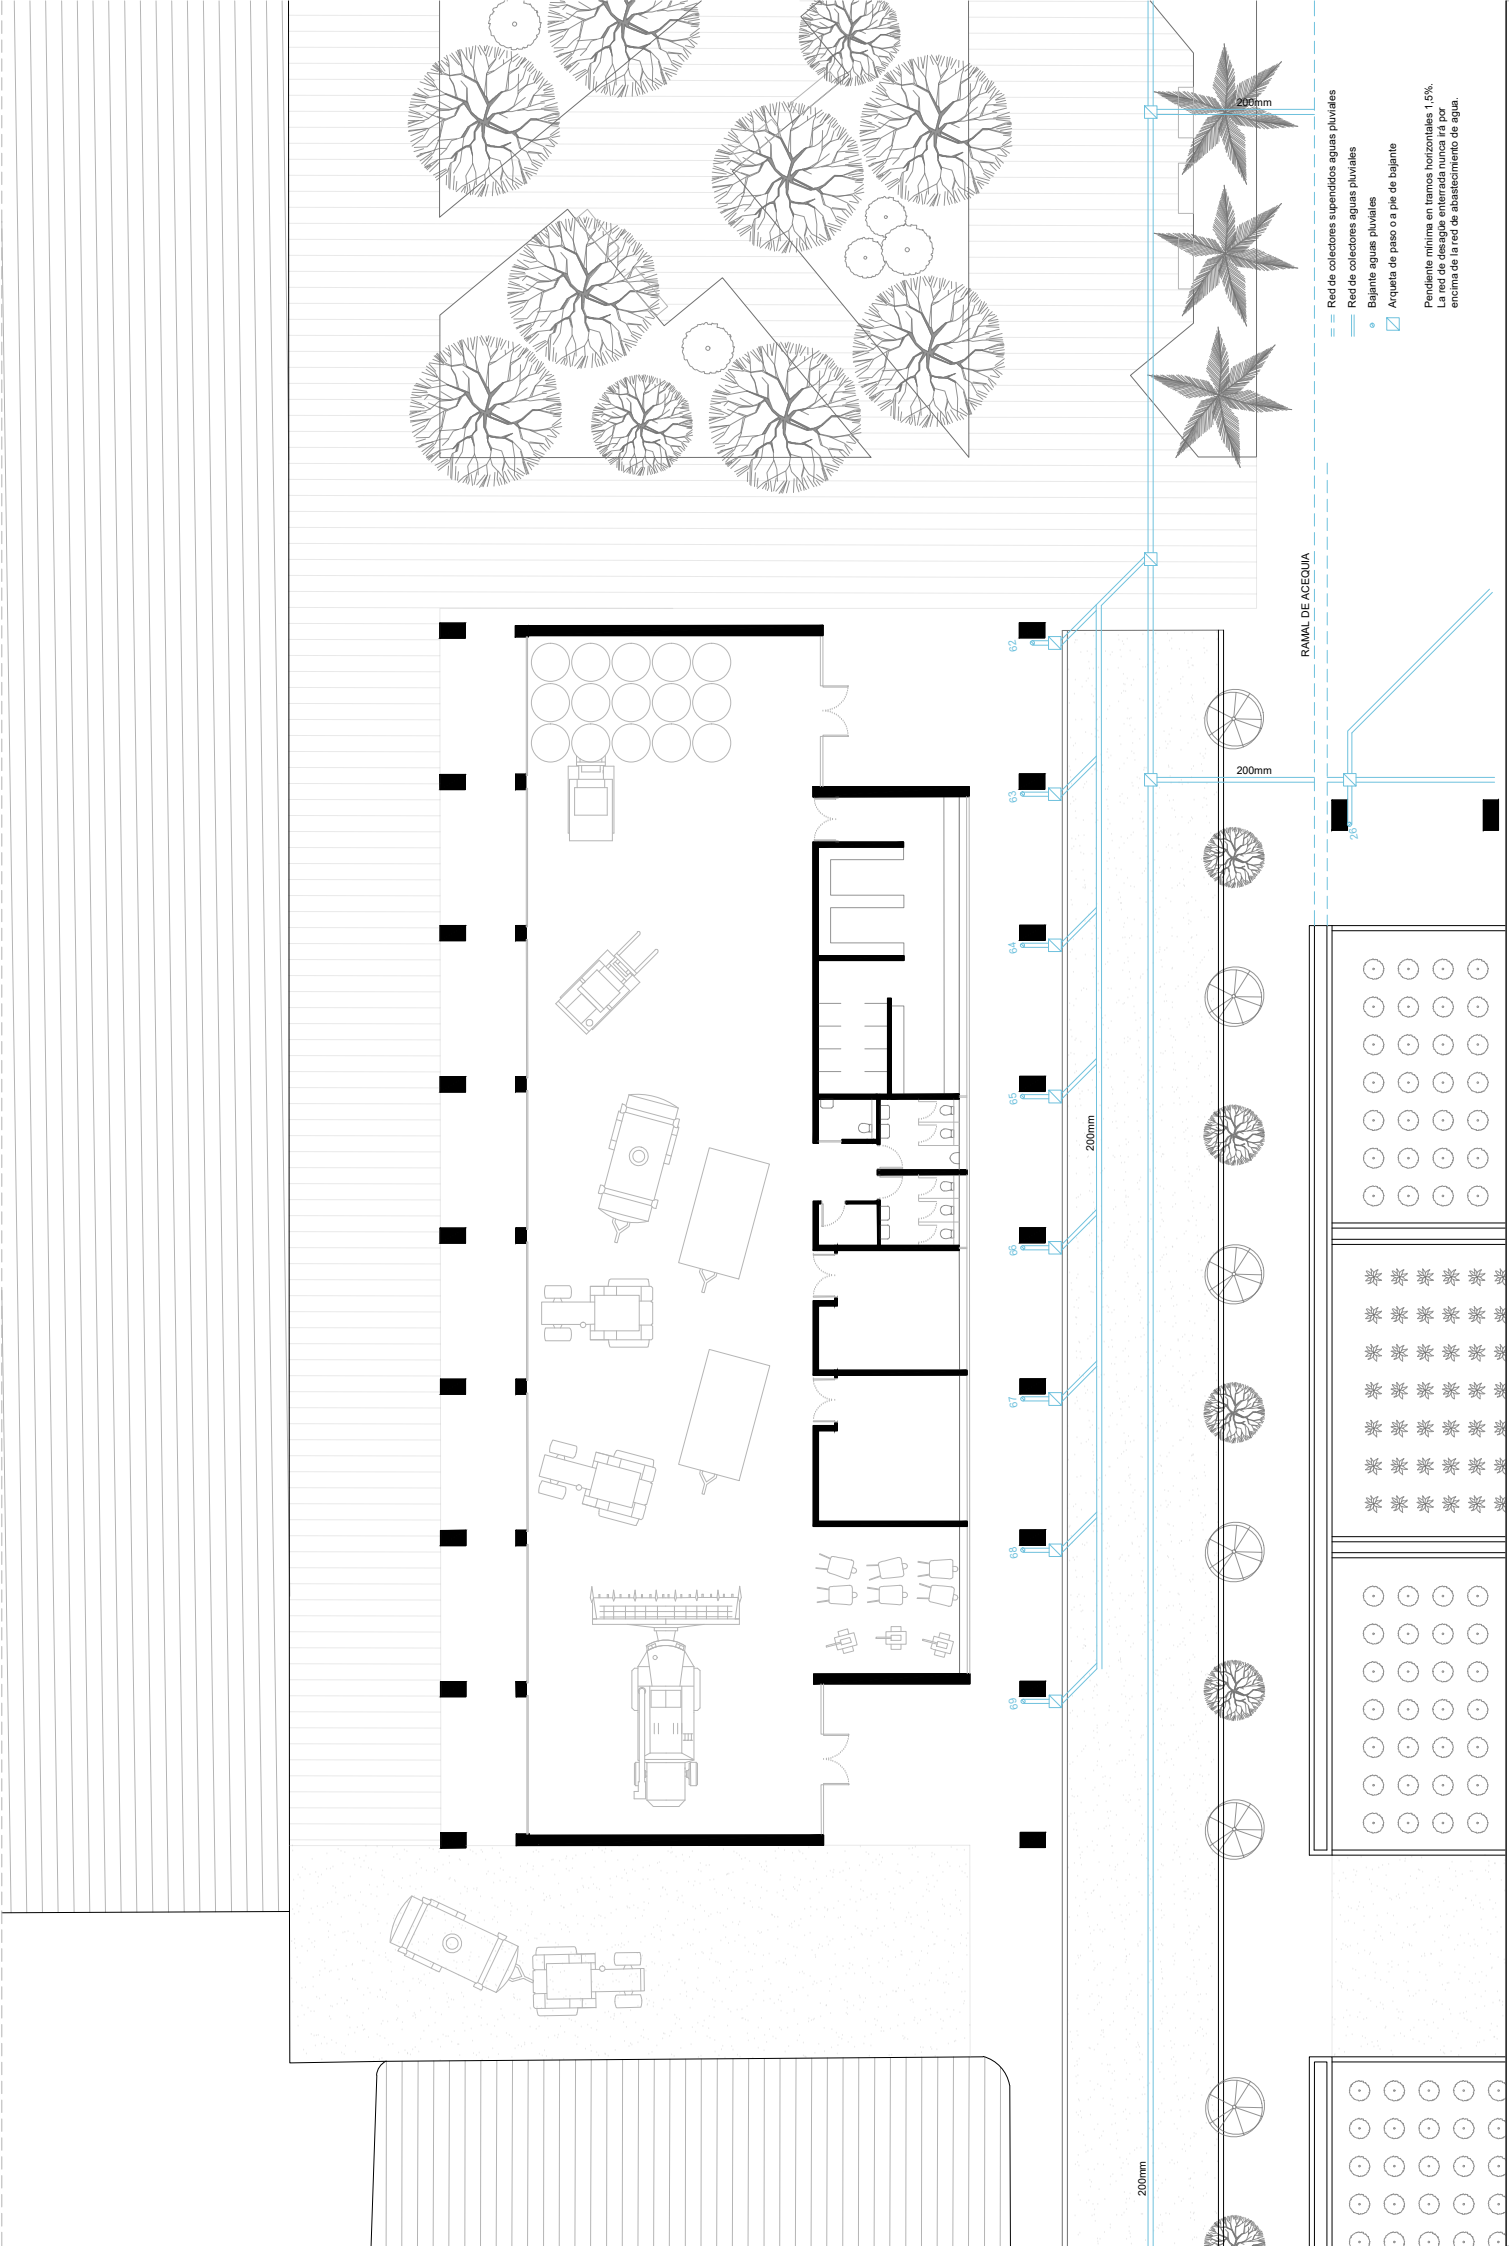 Red de colectores supendidos aguas pluviales
Red de colectores aguas pluviales
Bajante aguas pluviales
Arqueta de paso o a pie de bajante
Pendiente mínima en tramos horizontales 1,5%.
La red de desagüe enterrada nunca irá por
encima de la red de abastecimiento de agua.
200mm
RAMAL DE ACEQUIA
62
200mm
63
26
64
65
200mm
66
67
68
69
200mm